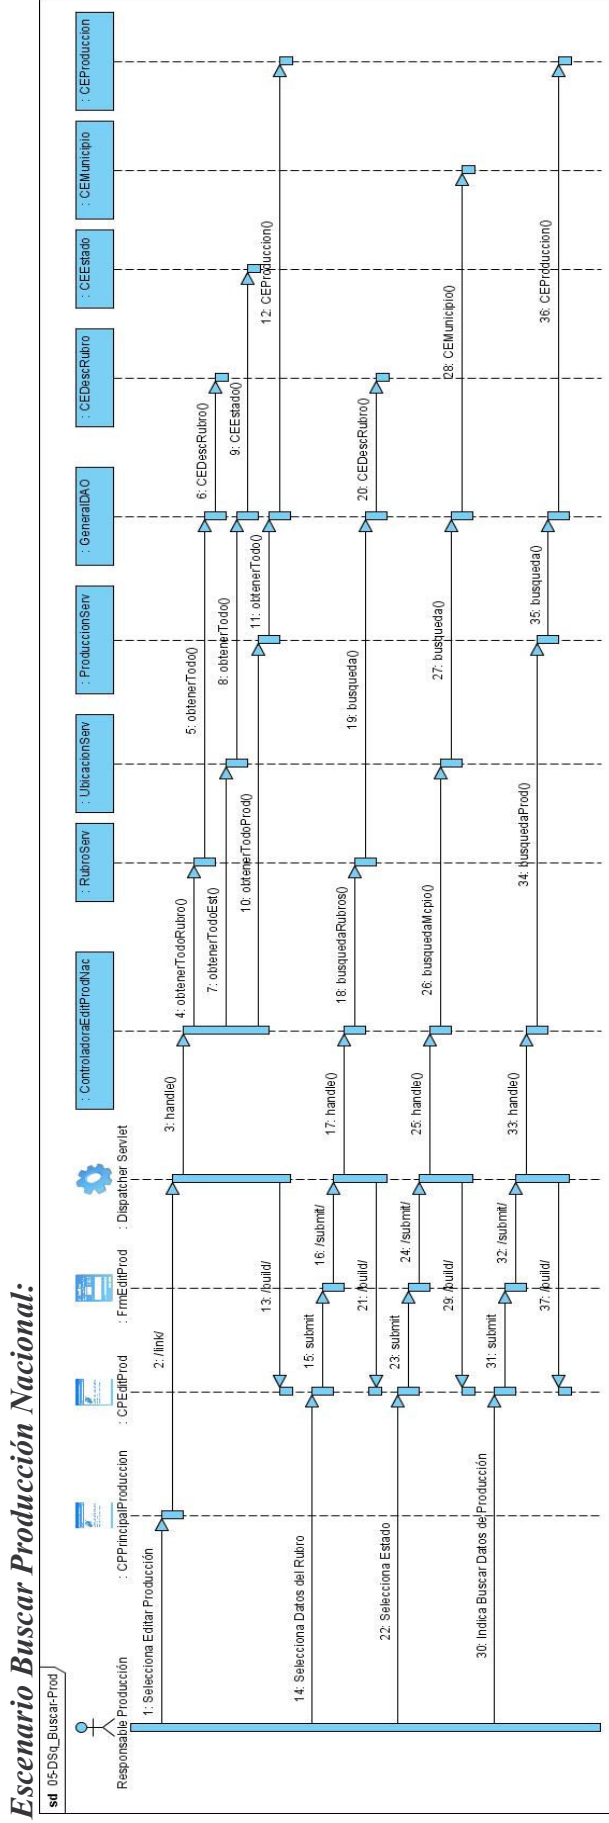 Escenario Buscar Producción Nacional:
sd 05-DSq_Buscar-Prod
Responsable Producción
: CPPrincipalProduccion
: CPEditProd
: FrmEditProd
: Dispatcher Servlet
: ControladoraEditProdNac
: RubroServ
: UbicacionServ
: ProduccionServ
: GeneralDAO
: CEDescRubro
: CEEstado
: CEMunicipio
: CEProduccion
1: Selecciona Editar Producción
2: /link/
3: handle()
4: obtenerTodoRubro()
5: obtenerTodo()
6: CEDescRubro()
7: obtenerTodoEst()
8: obtenerTodo()
9: CEEstado()
10: obtenerTodoProd()
11: obtenerTodo()
12: CEProduccion()
13: /build/
14: Selecciona Datos del Rubro
15: submit
16: /submit/
17: handle()
18: busquedaRubros()
19: busqueda()
20: CEDescRubro()
21: /build/
22: Selecciona Estado
23: submit
24: /submit/
25: handle()
26: busquedaMcpio()
27: busqueda()
28: CEMunicipio()
29: /build/
30: Indica Buscar Datos de Producción
31: submit
32: /submit/
33: handle()
34: busquedaProd()
35: busqueda()
36: CEProduccion()
37: /build/